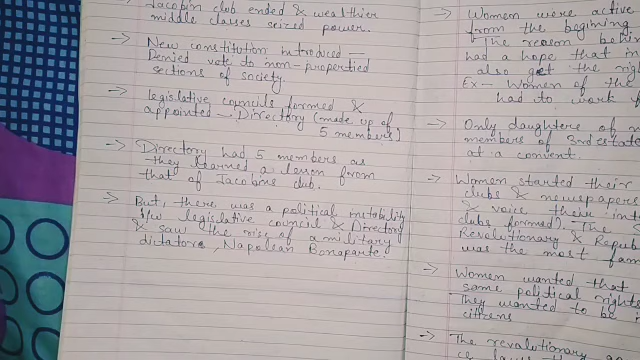 Jacobin club ended & wealthier
middle classes seized power.
→ New constitution introduced —
Denied vote to non-propertied
sections of society.
→ legislative councils formed &
appointed – Directory (made up of
5 members)
→ Directory had 5 members as
they learned a lesson from
that of Jacobins club.
→ But, there was a political instability
b/w legislative council & Directory
& saw the rise of a military
dictator, Napolean Bonaparte.
→ Women were active
from the beginning
The reason behin
had a hope that in
also get the rig
Ex – Women of the
had to work
→ Only daughters of
members of 3rd estate
at a convent.
→ Women started their
clubs & newspapers
& voice their int
clubs formed). The
Revolutionary & Repub
was the most fam
→ Women wanted that
same political rights
They wanted to be
citizens
→ The revolutionary
laws